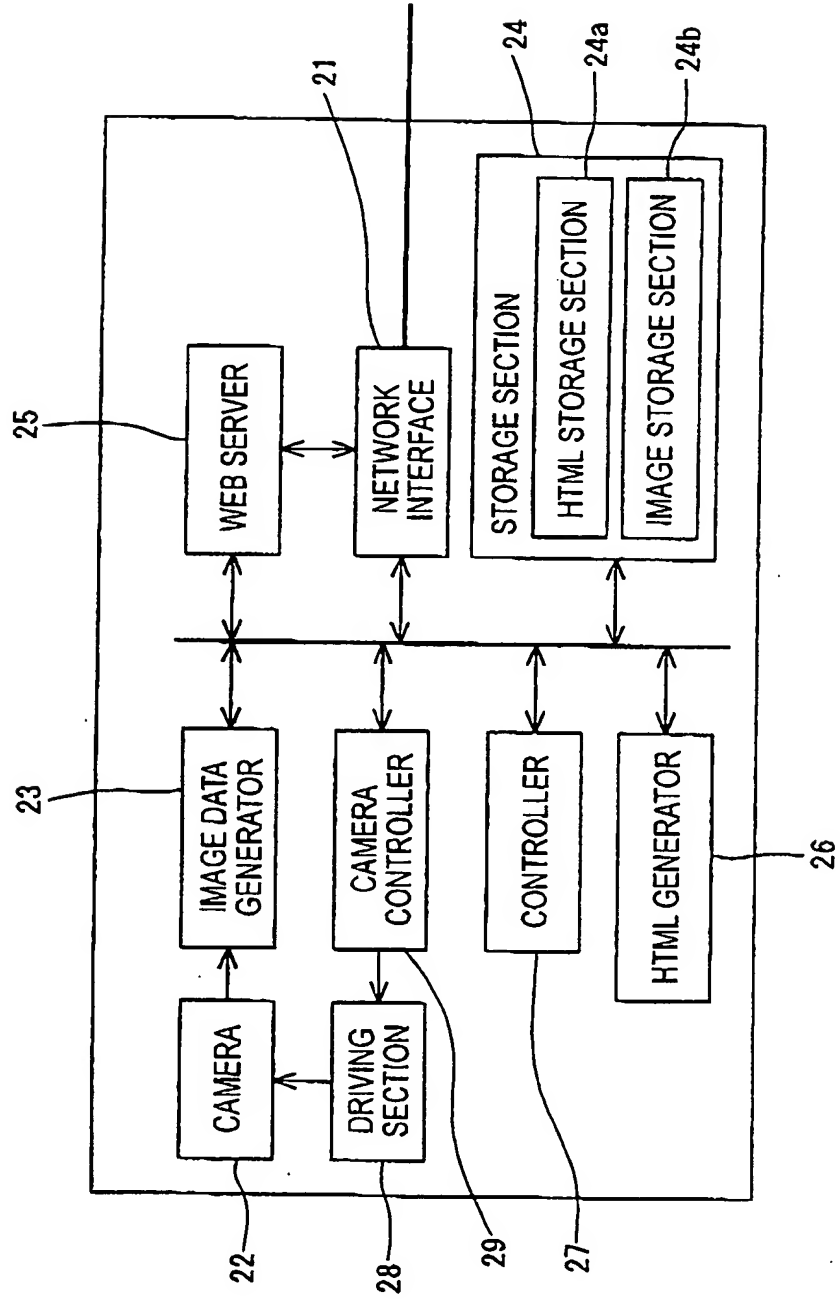 25
WEB SERVER
21
NETWORK
INTERFACE
24
STORAGE SECTION
24a
HTML STORAGE SECTION
24b
IMAGE STORAGE SECTION
23
IMAGE DATA
GENERATOR
CAMERA
CONTROLLER
CONTROLLER
HTML GENERATOR
26
CAMERA
22
DRIVING
SECTION
28
29
27